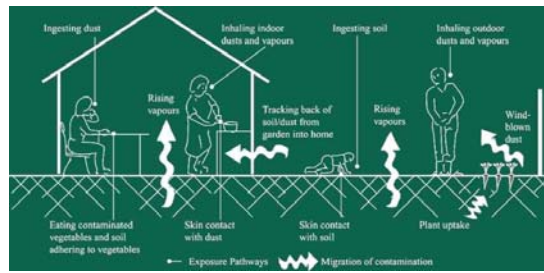 Ingesting dust
Inhaling indoor
dusts and vapours
Ingesting soil
Inhaling outdoor
dusts and vapours
Rising
vapours
Tracking back of
soil/dust from
garden into home
Rising
vapours
Wind-
blown
dust
Eating contaminated
vegetables and soil
adhering to vegetables
Skin contact
with dust
Skin contact
with soil
Plant uptake
Exposure Pathways
Migration of contamination